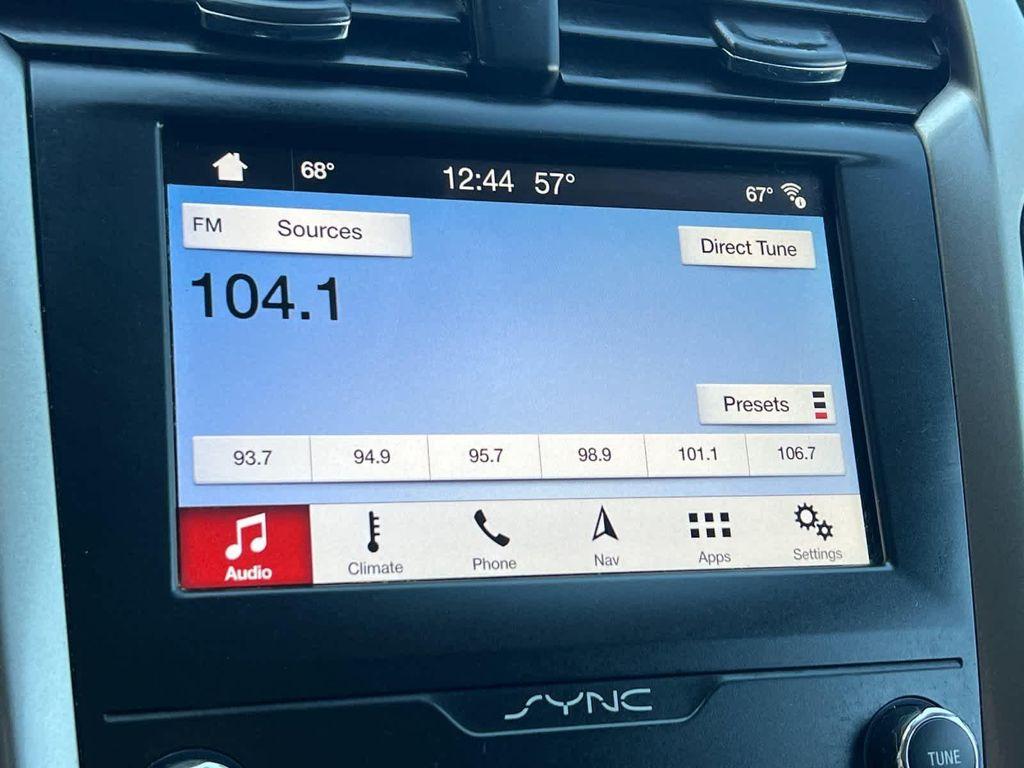 68° 12:44 57° 67°
FM Sources
Direct Tune
104.1
Presets
93.7 94.9 95.7 98.9 101.1 106.7
Audio Climate Phone Nav Apps Settings
SYNC
TUNE